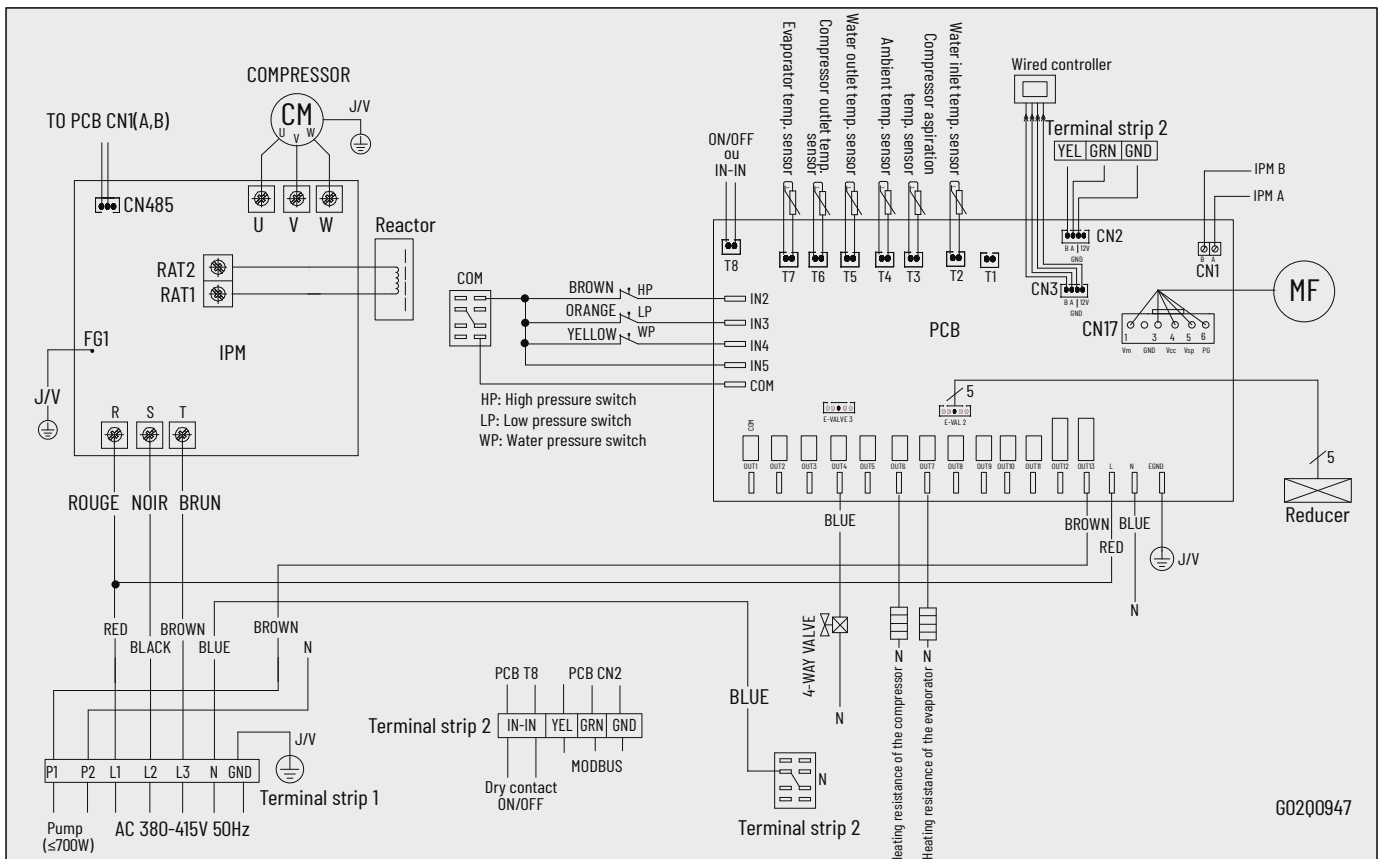 COMPRESSOR
CM
U V W
J/V
TO PCB CN1(A,B)
CN485
U V W
Reactor
RAT2
RAT1
FG1
IPM
J/V
R S T
ROUGE NOIR BRUN
RED
BLACK
BROWN
BLUE
BROWN
N
J/V
P1 P2 L1 L2 L3 N GND
Terminal strip 1
Pump
(≤700W)
AC 380-415V 50Hz
COM
BROWN
HP
ORANGE
LP
YELLOW
WP
HP: High pressure switch
LP: Low pressure switch
WP: Water pressure switch
IN2
IN3
IN4
IN5
COM
ON/OFF
ou
IN-IN
Evaporator temp. sensor
Compressor outlet temp.
sensor
Water outlet temp. sensor
Ambient temp. sensor
Compressor aspiration
temp. sensor
Water inlet temp. sensor
T8
T7
T6
T5
T4
T3
T2
T1
Wired controller
Terminal strip 2
YEL GRN GND
CN2
B A 12V
GND
CN3
B A 12V
GND
IPM B
IPM A
B A
CN1
PCB
CN17
1 3 4 5 6
Vm GND Vcc Vsp PG
MF
E-VALVE 3
E-VAL 2
5
5
Reducer
COM
OUT1 OUT2 OUT3 OUT4 OUT5 OUT6 OUT7 OUT8 OUT9 OUT10 OUT11 OUT12 OUT13 L N EGND
BLUE
BROWN
RED
BLUE
J/V
N
4-WAY VALVE
N
N
N
Heating resistance of the evaporator
resistance of the compressor
PCB T8
PCB CN2
Terminal strip 2
IN-IN YEL GRN GND
MODBUS
Dry contact
ON/OFF
BLUE
N
Terminal strip 2
G02Q0947